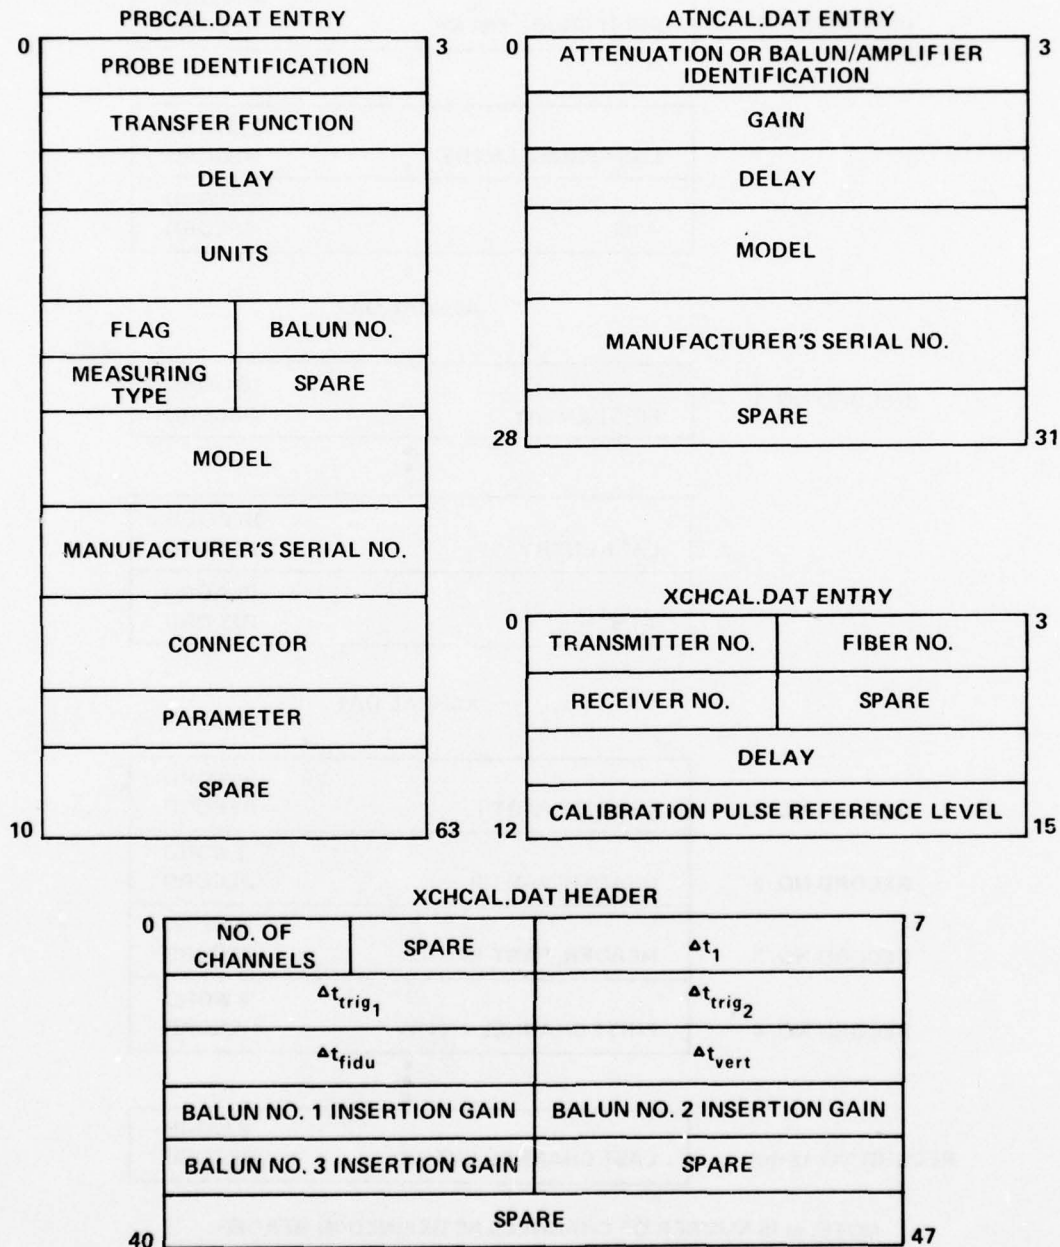 PRBCAL.DAT ENTRY
0 3
PROBE IDENTIFICATION
TRANSFER FUNCTION
DELAY
UNITS
FLAG BALUN NO.
MEASURING
TYPE
SPARE
MODEL
MANUFACTURER'S SERIAL NO.
CONNECTOR
PARAMETER
SPARE
10 63
ATNCAL.DAT ENTRY
0 3
ATTENUATION OR BALUN/AMPLIFIER
IDENTIFICATION
GAIN
DELAY
MODEL
MANUFACTURER'S SERIAL NO.
SPARE
28 31
XCHCAL.DAT ENTRY
0 3
TRANSMITTER NO. FIBER NO.
RECEIVER NO. SPARE
DELAY
CALIBRATION PULSE REFERENCE LEVEL
12 15
XCHCAL.DAT HEADER
0 7
NO. OF
CHANNELS
SPARE
Δt1
Δttrig1 Δttrig2
Δtfidu Δtvert
BALUN NO. 1 INSERTION GAIN BALUN NO. 2 INSERTION GAIN
BALUN NO. 3 INSERTION GAIN SPARE
SPARE
40 47